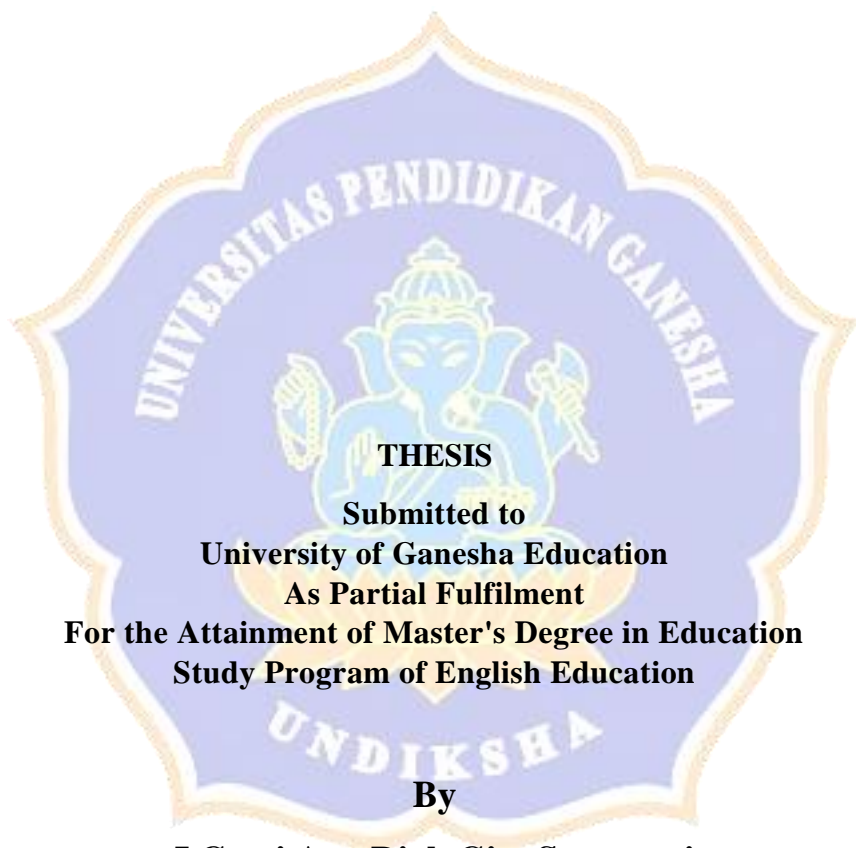 UNIVERSITAS PENDIDIKAN GANESHA
THESIS
Submitted to
University of Ganesha Education
As Partial Fulfilment
For the Attainment of Master's Degree in Education
Study Program of English Education
UNDIKSHA
By